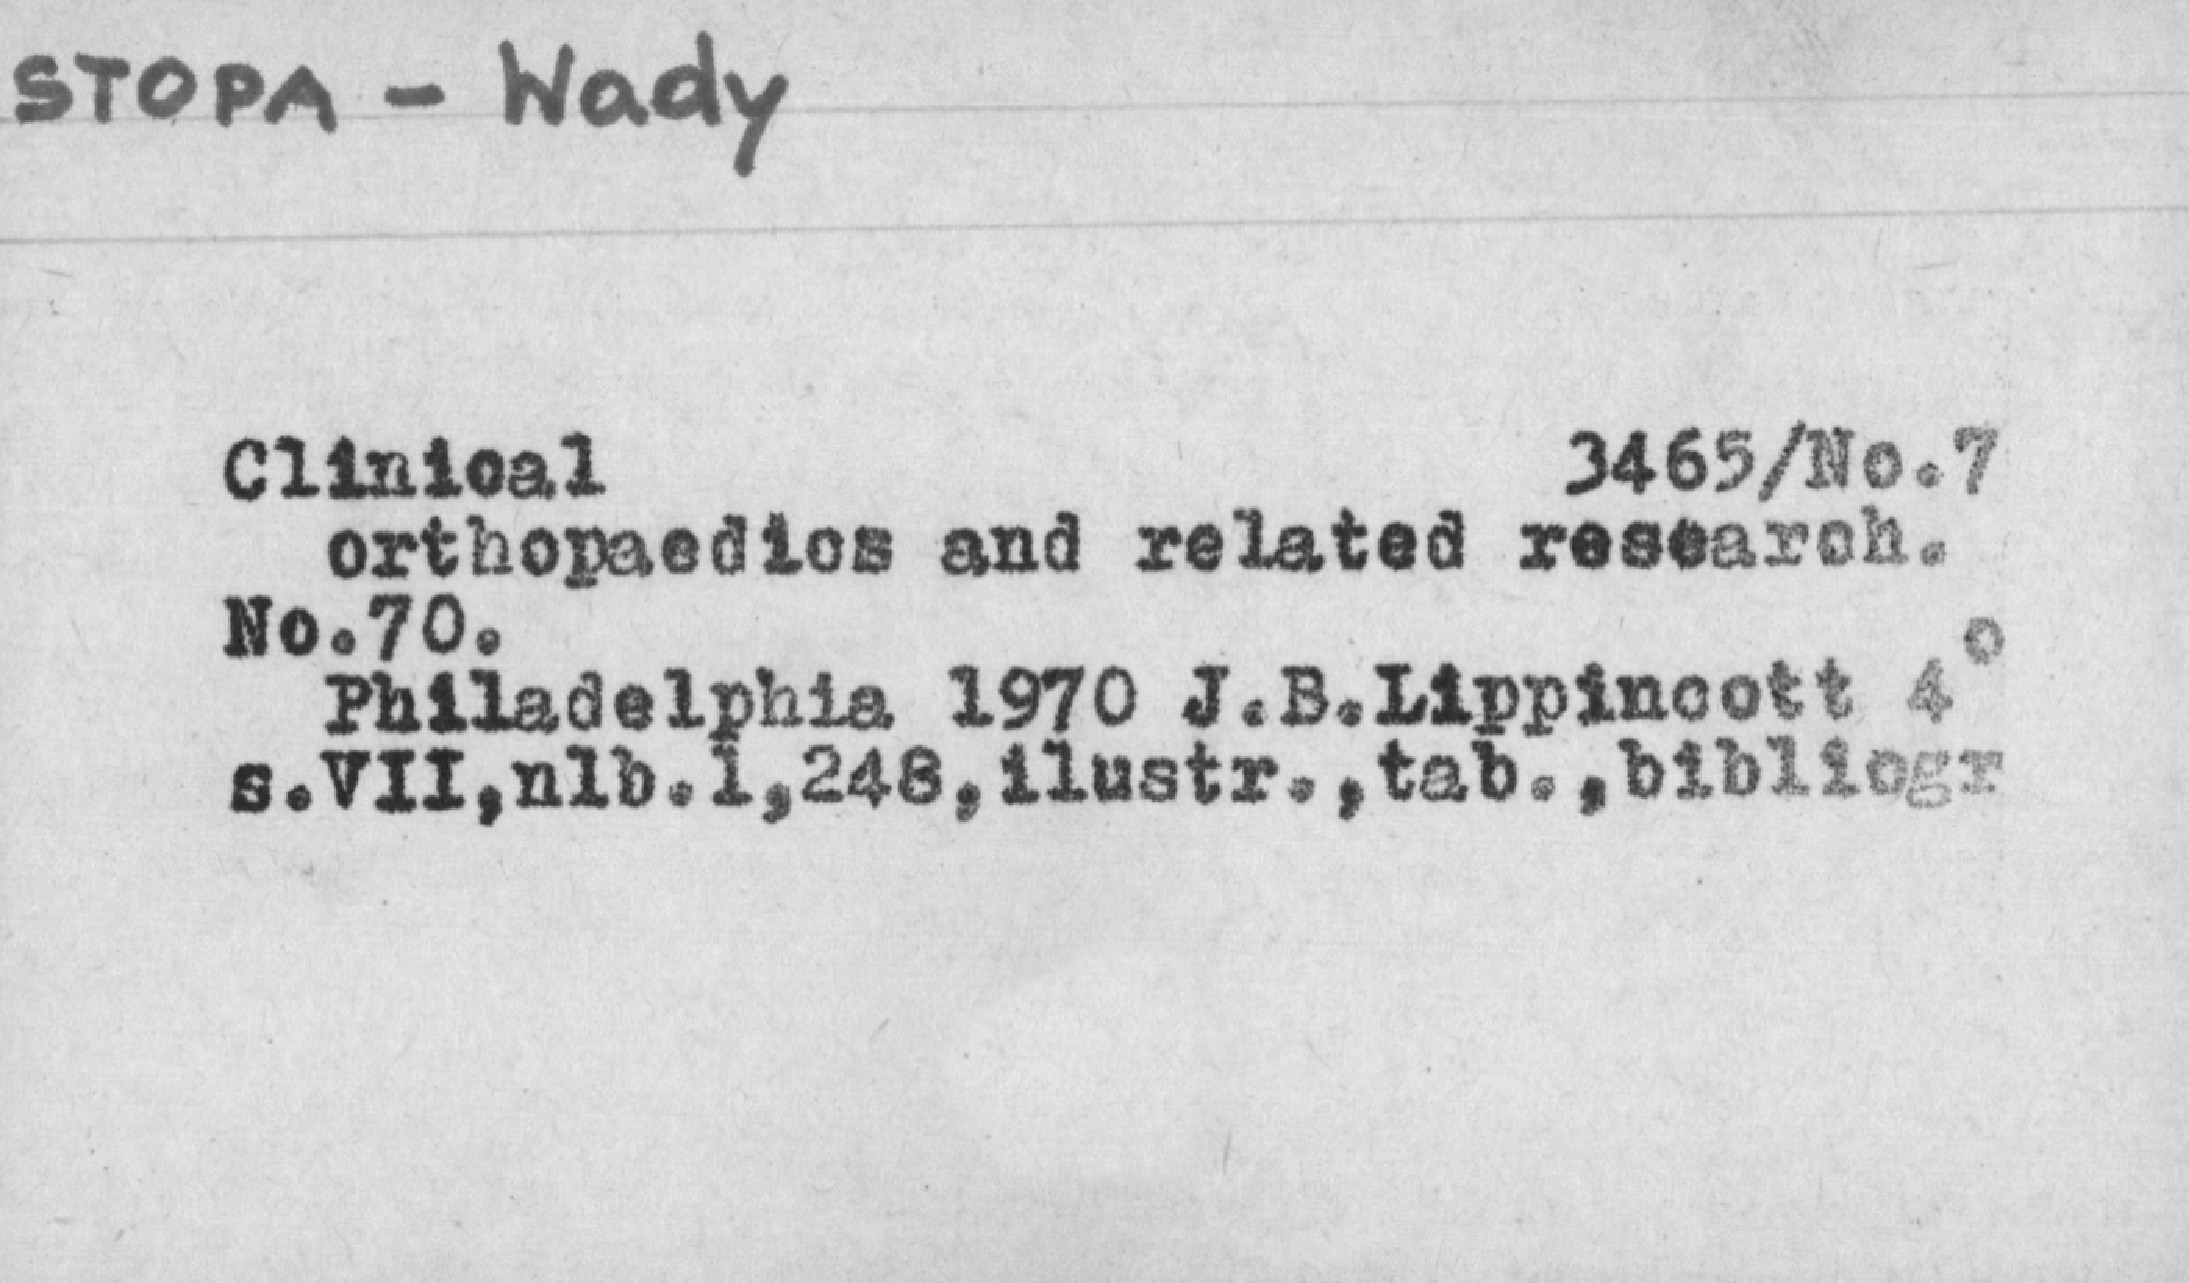 STOPA - Wady
Clinical 3465/No.7
orthopaedics and related research.
No.70.
Philadelphia 1970 J.B.Lippincott 4°
s.VII,nlb.1,248,ilustr.,tab.,bibliogr